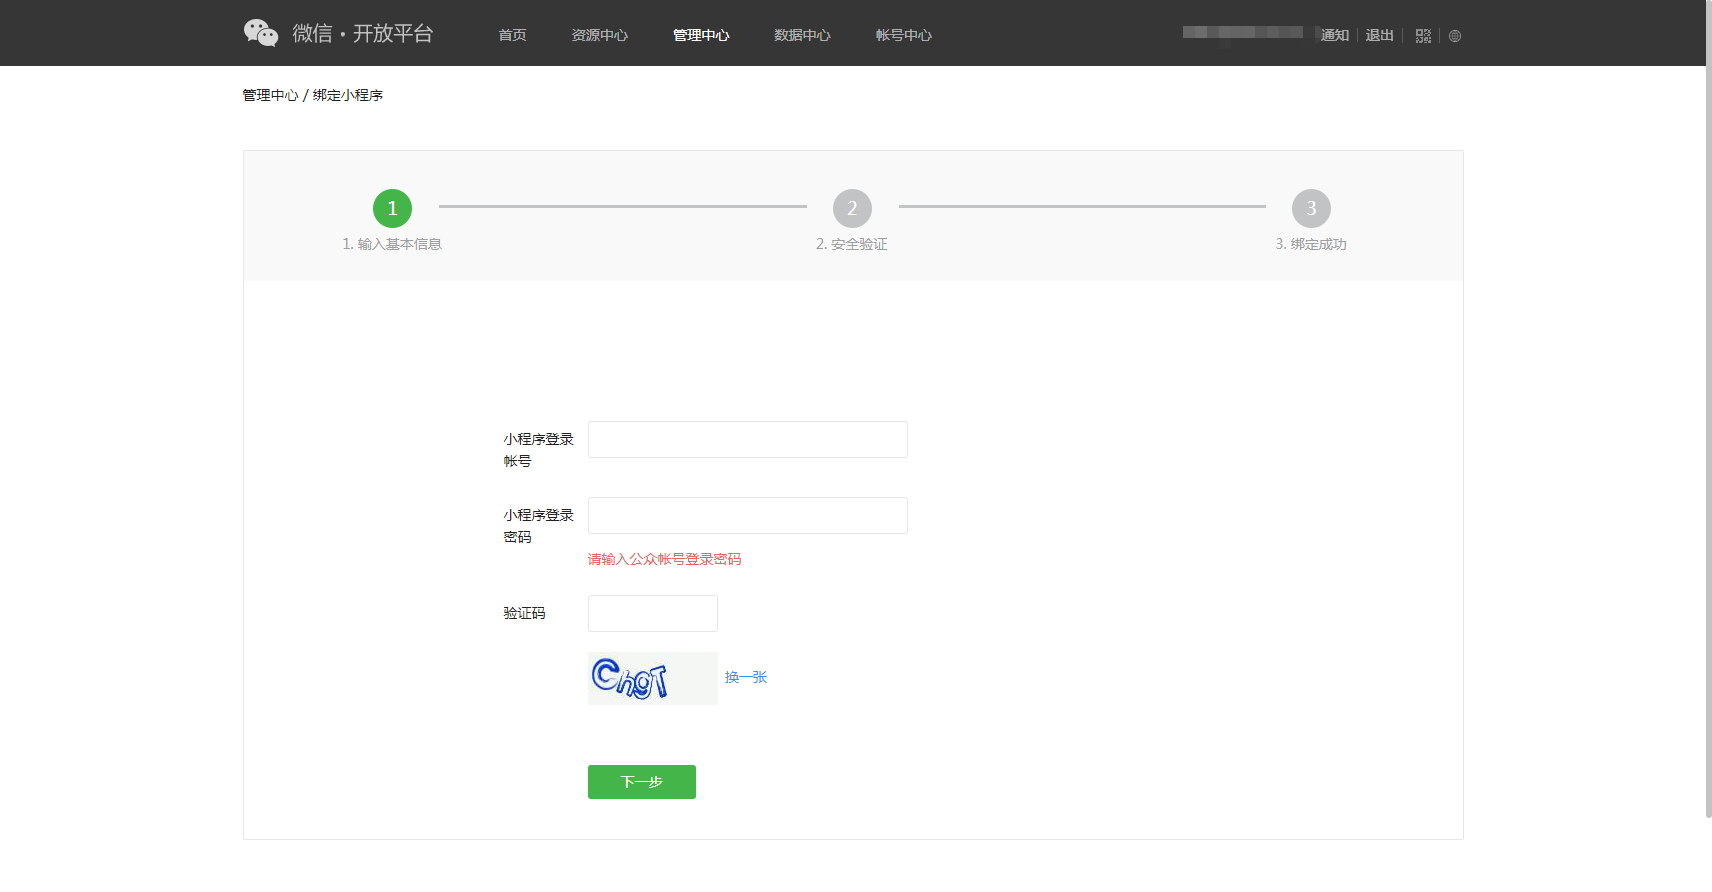 微信·开放平台 首页 资源中心 管理中心 数据中心 帐号中心 通知 退出
管理中心 / 绑定小程序
1 2 3
1. 输入基本信息 2. 安全验证 3. 绑定成功
小程序登录
帐号
小程序登录
密码
请输入公众帐号登录密码
验证码
ChgT 换一张
下一步